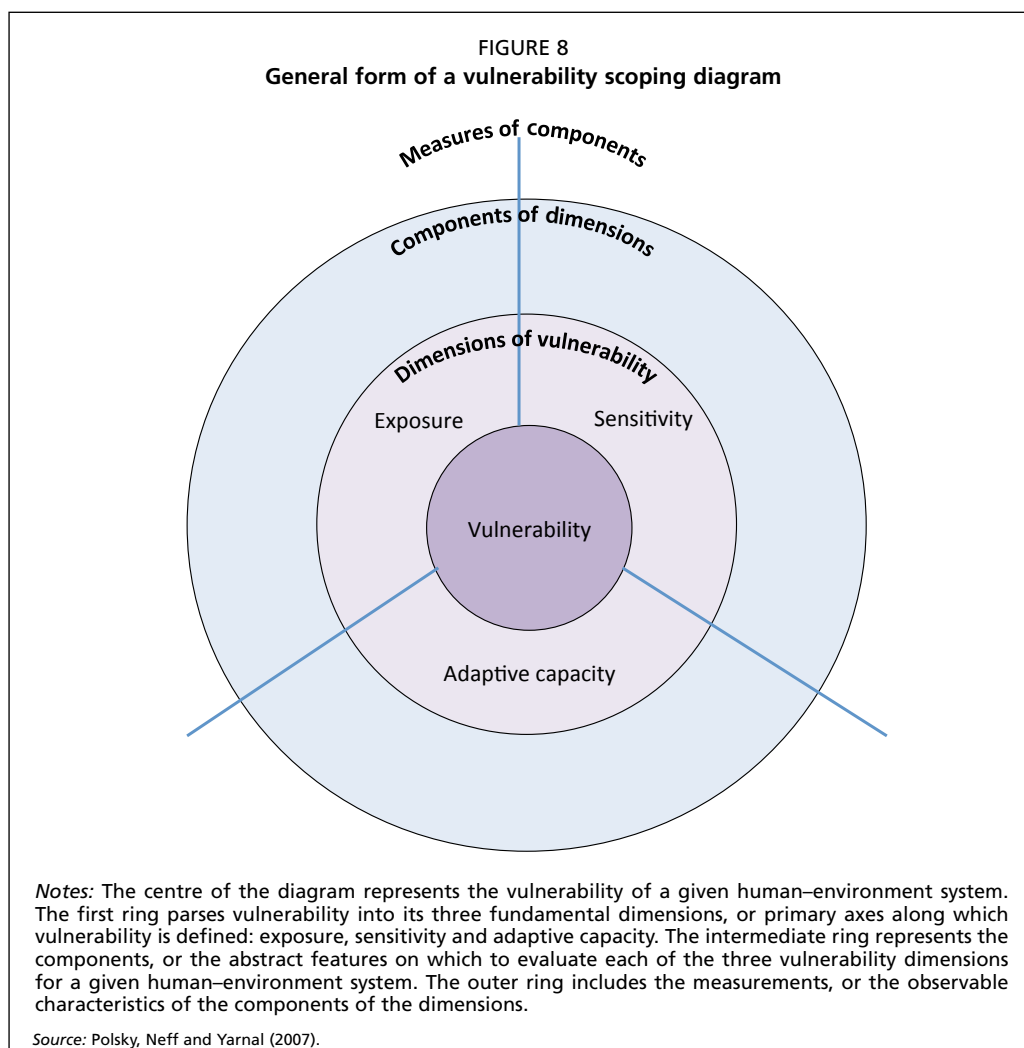 FIGURE 8
General form of a vulnerability scoping diagram
Measures of components
Components of dimensions
Dimensions of vulnerability
Exposure
Sensitivity
Vulnerability
Adaptive capacity
Notes: The centre of the diagram represents the vulnerability of a given human–environment system.
The first ring parses vulnerability into its three fundamental dimensions, or primary axes along which
vulnerability is defined: exposure, sensitivity and adaptive capacity. The intermediate ring represents the
components, or the abstract features on which to evaluate each of the three vulnerability dimensions
for a given human–environment system. The outer ring includes the measurements, or the observable
characteristics of the components of the dimensions.
Source: Polsky, Neff and Yarnal (2007).